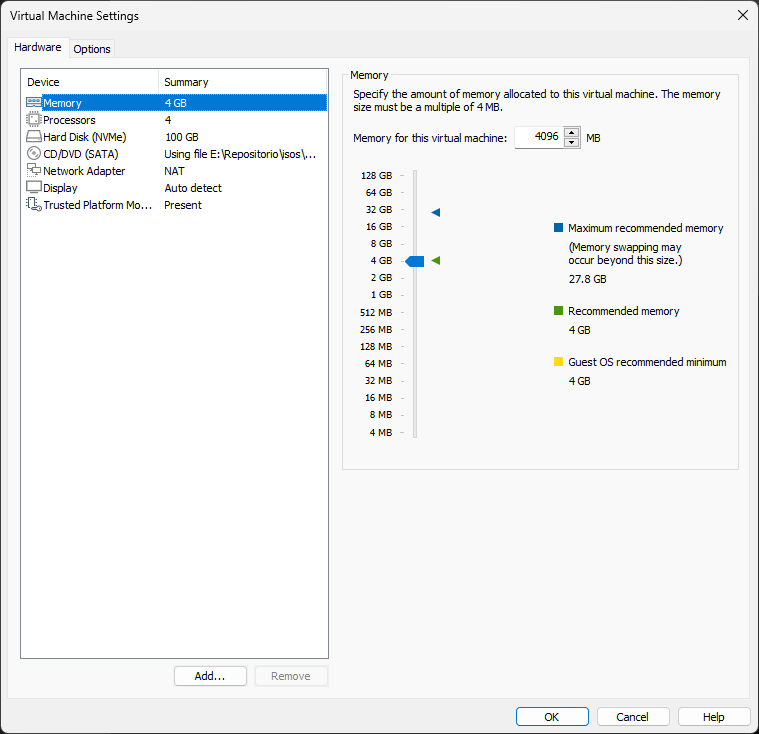 Virtual Machine Settings
Hardware
Options
Device Summary
Memory 4 GB
Processors 4
Hard Disk (NVMe) 100 GB
CD/DVD (SATA) Using file E:\Repositorio\isos\...
Network Adapter NAT
Display Auto detect
Trusted Platform Mo... Present
Add...
Remove
Memory
Specify the amount of memory allocated to this virtual machine. The memory
size must be a multiple of 4 MB.
Memory for this virtual machine: 4096 MB
128 GB
64 GB
32 GB
16 GB
8 GB
4 GB
2 GB
1 GB
512 MB
256 MB
128 MB
64 MB
32 MB
16 MB
8 MB
4 MB
Maximum recommended memory
(Memory swapping may
occur beyond this size.)
27.8 GB
Recommended memory
4 GB
Guest OS recommended minimum
4 GB
OK
Cancel
Help